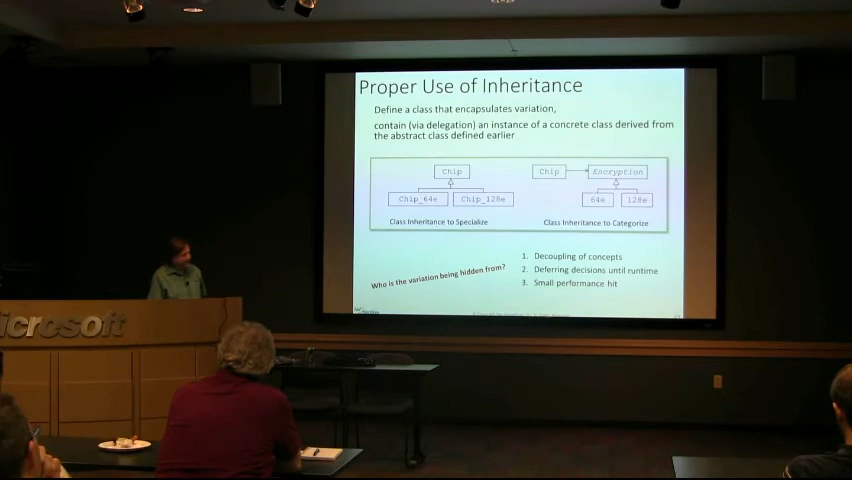 Proper Use of Inheritance
Define a class that encapsulates variation,
contain (via delegation) an instance of a concrete class derived from
the abstract class defined earlier
Chip
Chip_64e
Chip_128e
Class Inheritance to Specialize
Chip
Encryption
64e
128e
Class Inheritance to Categorize
Who is the variation being hidden from?
1. Decoupling of concepts
2. Deferring decisions until runtime
3. Small performance hit
icrosoft